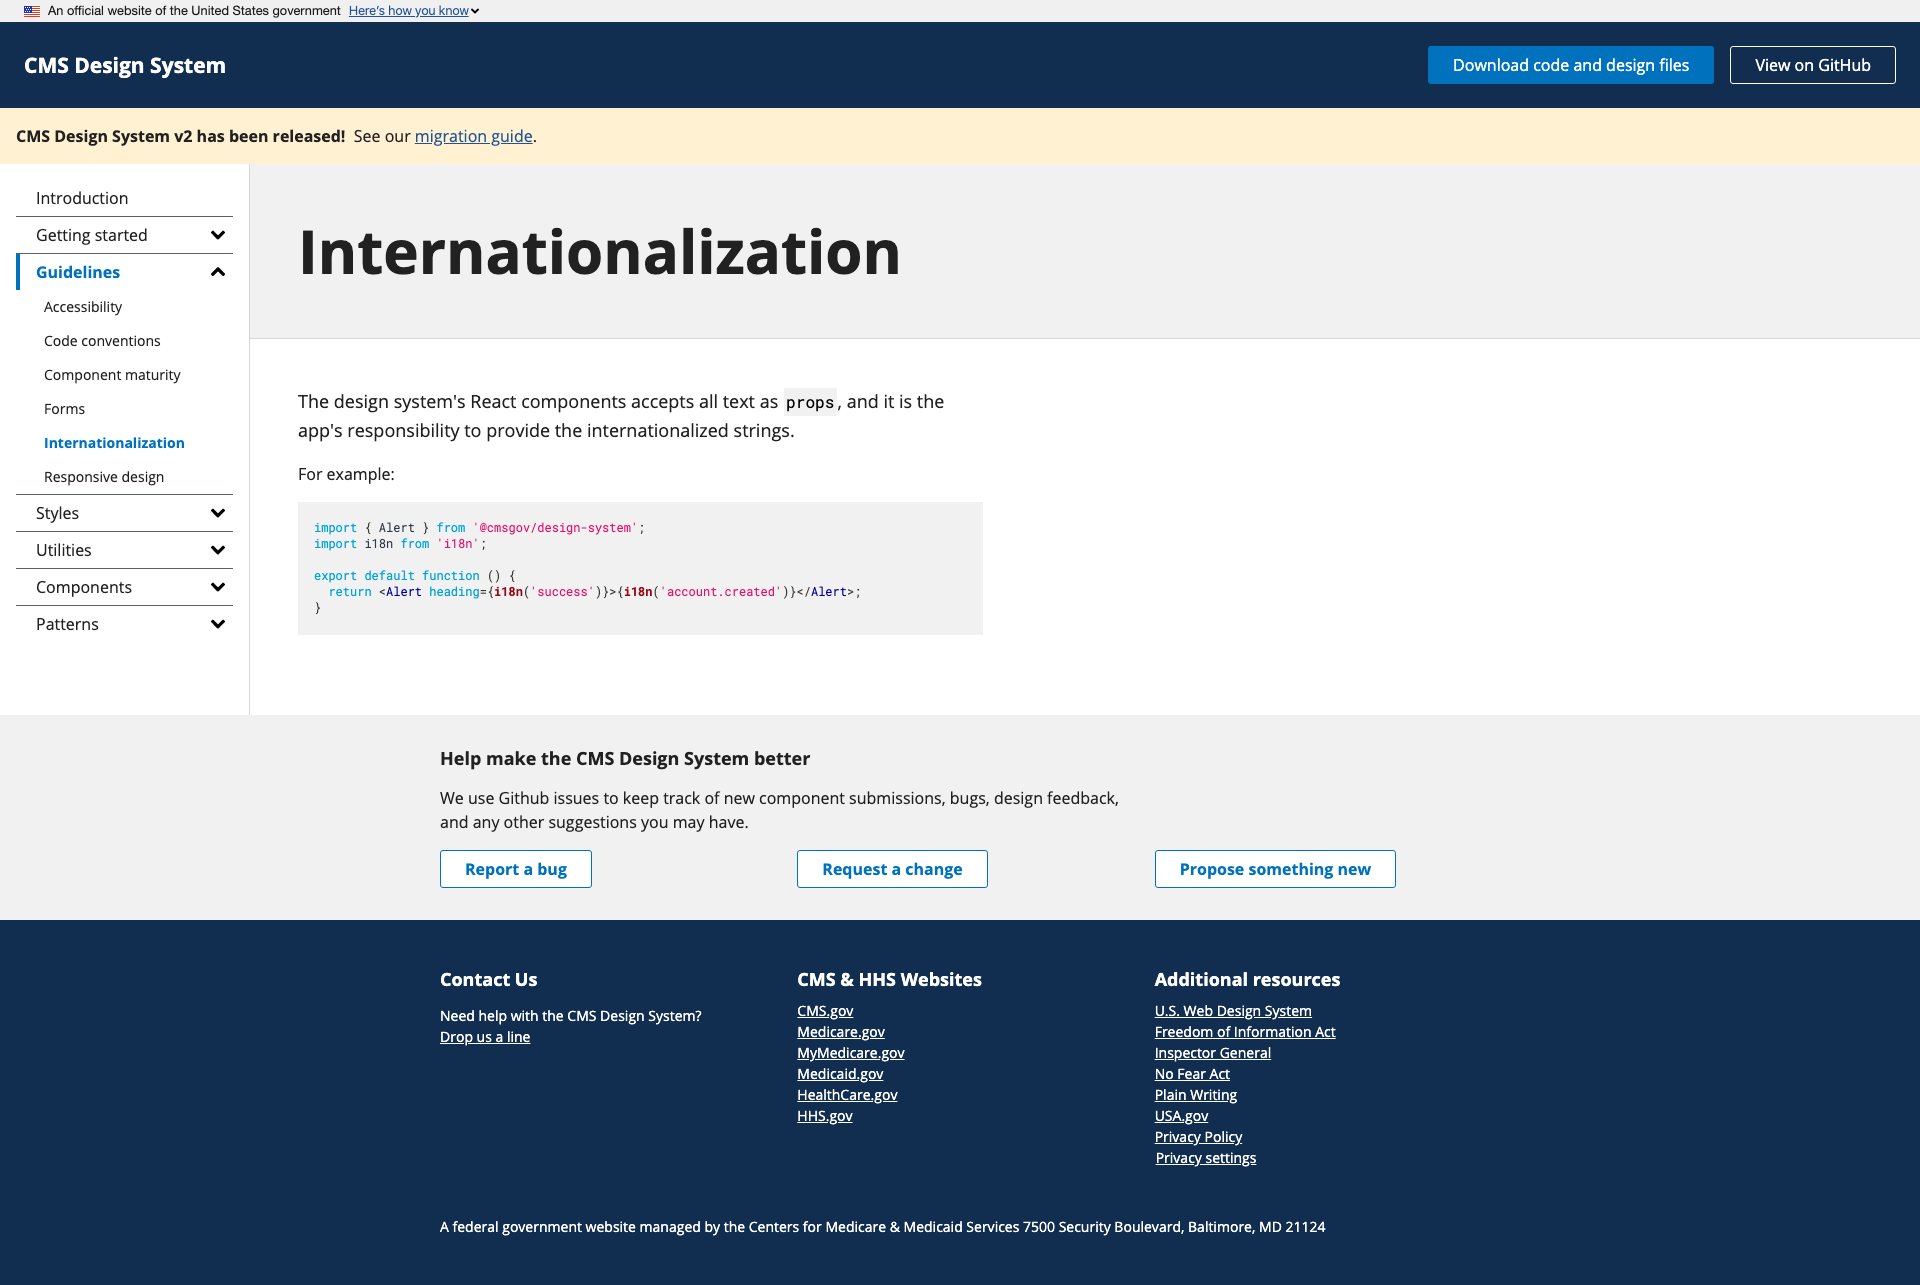 An official website of the United States government Here's how you know
CMS Design System
Download code and design files
View on GitHub
CMS Design System v2 has been released! See our migration guide.
Introduction
Getting started
Guidelines
Accessibility
Code conventions
Component maturity
Forms
Internationalization
Responsive design
Styles
Utilities
Components
Patterns
Internationalization
The design system's React components accepts all text as props, and it is the
app's responsibility to provide the internationalized strings.
For example:
import { Alert } from '@cmsgov/design-system';
import i18n from 'i18n';
export default function () {
  return <Alert heading={i18n('success')}>{i18n('account.created')}</Alert>;
}
Help make the CMS Design System better
We use Github issues to keep track of new component submissions, bugs, design feedback,
and any other suggestions you may have.
Report a bug
Request a change
Propose something new
Contact Us
Need help with the CMS Design System?
Drop us a line
CMS & HHS Websites
CMS.gov
Medicare.gov
MyMedicare.gov
Medicaid.gov
HealthCare.gov
HHS.gov
Additional resources
U.S. Web Design System
Freedom of Information Act
Inspector General
No Fear Act
Plain Writing
USA.gov
Privacy Policy
Privacy settings
A federal government website managed by the Centers for Medicare & Medicaid Services 7500 Security Boulevard, Baltimore, MD 21124